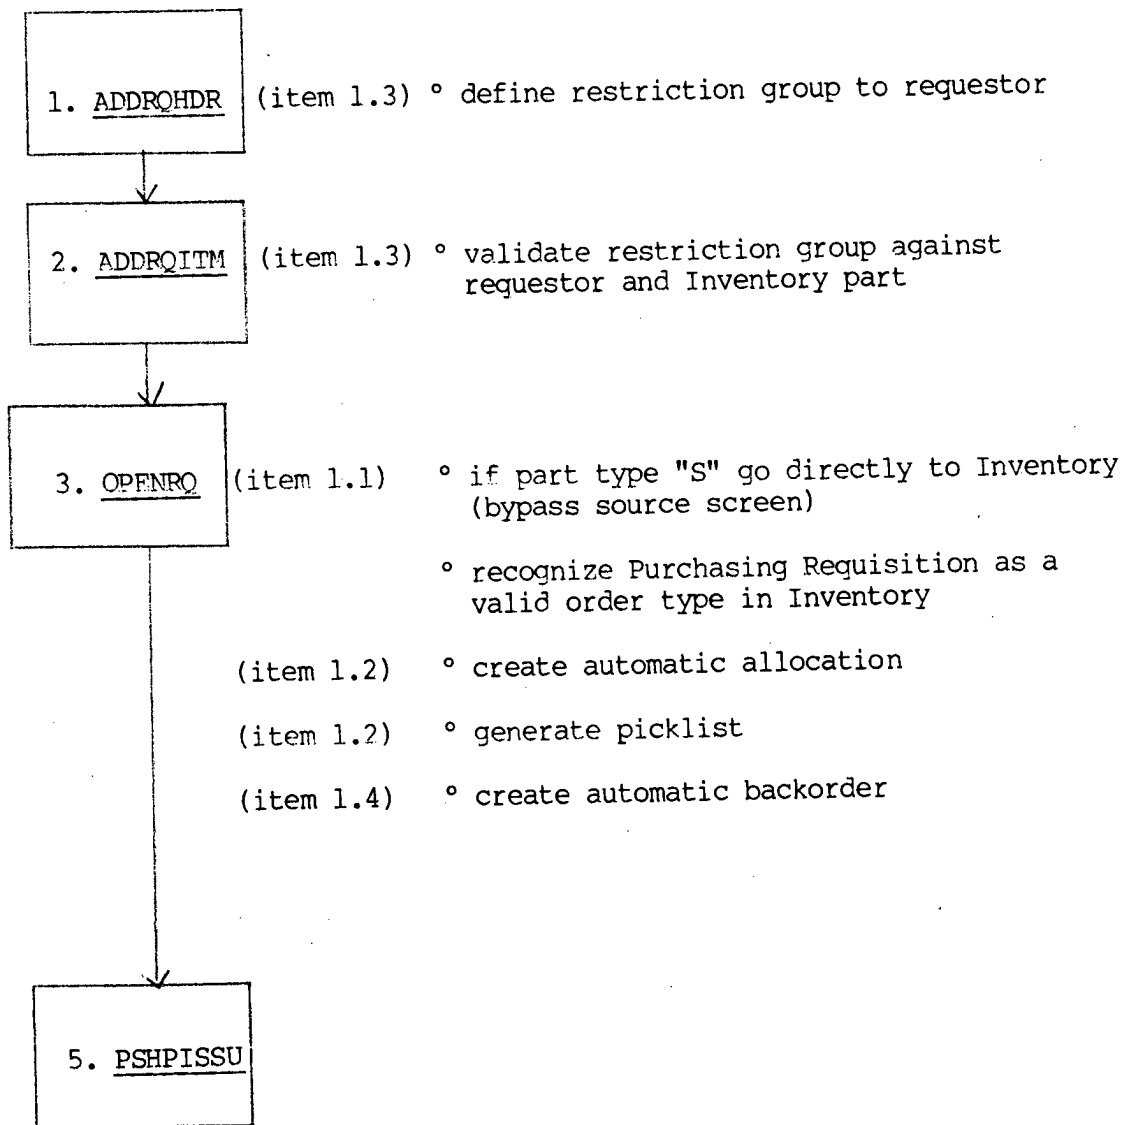 1. ADDRQHDR (item 1.3) ° define restriction group to requestor
2. ADDRQITM (item 1.3) ° validate restriction group against
requestor and Inventory part
3. OPENRQ (item 1.1) ° if part type "S" go directly to Inventory
(bypass source screen)
° recognize Purchasing Requisition as a
valid order type in Inventory
(item 1.2) ° create automatic allocation
(item 1.2) ° generate picklist
(item 1.4) ° create automatic backorder
5. PSHPISSU